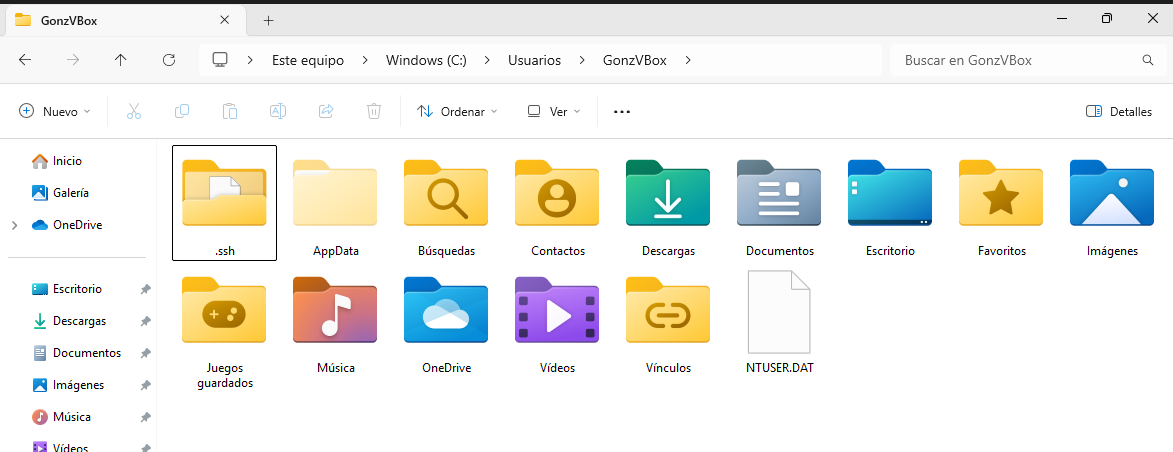 GonzVBox
Este equipo
Windows (C:)
Usuarios
GonzVBox
Buscar en GonzVBox
Nuevo
Ordenar
Ver
Detalles
Inicio
Galería
OneDrive
Escritorio
Descargas
Documentos
Imágenes
Música
Vídeos
.ssh
AppData
Búsquedas
Contactos
Descargas
Documentos
Escritorio
Favoritos
Imágenes
Juegos
guardados
Música
OneDrive
Vídeos
Vínculos
NTUSER.DAT